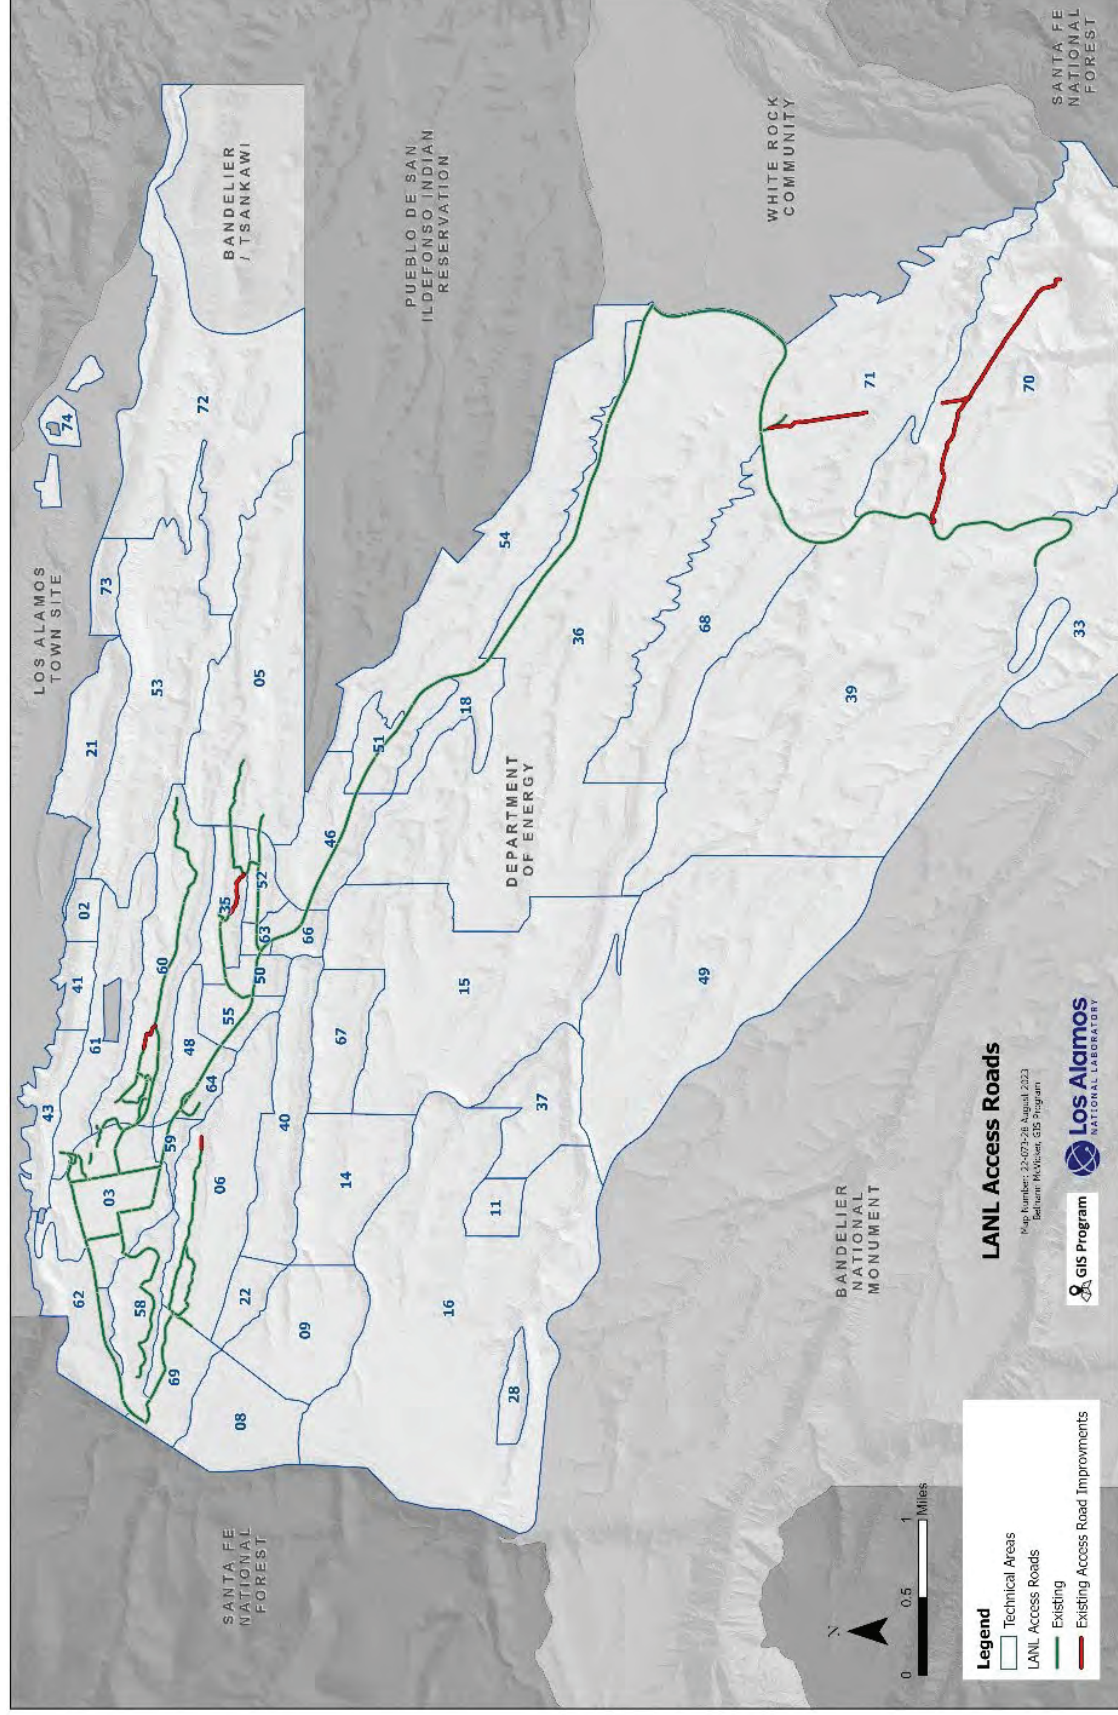 SANTA FE
NATIONAL
FOREST
LOS ALAMOS
TOWN SITE
BANDELIER
/ TSANKAWI
PUEBLO DE SAN
ILDEFONSO INDIAN
RESERVATION
WHITE ROCK
COMMUNITY
SANTA FE
NATIONAL
FOREST
DEPARTMENT
OF ENERGY
BANDELIER
NATIONAL
MONUMENT
62
43
41
02
21
73
74
61
03
60
53
72
58
59
48
69
64
55
35
05
06
50
63
52
08
22
40
66
46
09
14
67
51
16
15
18
54
28
11
37
36
49
68
39
71
70
33
LANL Access Roads
Map Number: 22-073-28 August 2023
Bethann McVicker, GIS Program
GIS Program
Los Alamos
NATIONAL LABORATORY
N
0
0.5
1
Miles
Legend
Technical Areas
LANL Access Roads
Existing
Existing Access Road Improvments